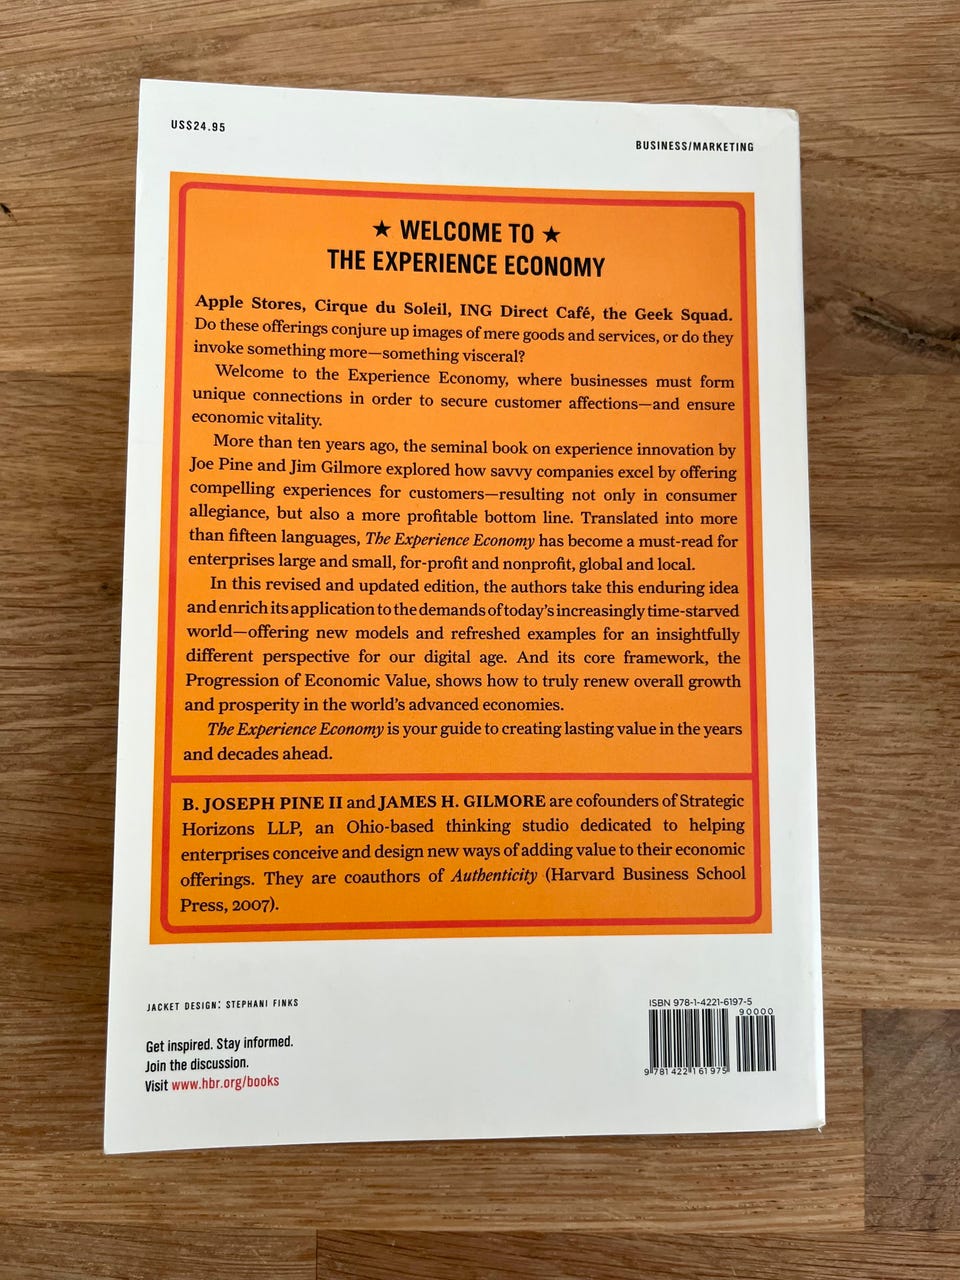 US$24.95
BUSINESS/MARKETING
★ WELCOME TO ★
THE EXPERIENCE ECONOMY
Apple Stores, Cirque du Soleil, ING Direct Café, the Geek Squad.
Do these offerings conjure up images of mere goods and services, or do they
invoke something more—something visceral?
Welcome to the Experience Economy, where businesses must form
unique connections in order to secure customer affections—and ensure
economic vitality.
More than ten years ago, the seminal book on experience innovation by
Joe Pine and Jim Gilmore explored how savvy companies excel by offering
compelling experiences for customers—resulting not only in consumer
allegiance, but also a more profitable bottom line. Translated into more
than fifteen languages, The Experience Economy has become a must-read for
enterprises large and small, for-profit and nonprofit, global and local.
In this revised and updated edition, the authors take this enduring idea
and enrich its application to the demands of today's increasingly time-starved
world—offering new models and refreshed examples for an insightfully
different perspective for our digital age. And its core framework, the
Progression of Economic Value, shows how to truly renew overall growth
and prosperity in the world's advanced economies.
The Experience Economy is your guide to creating lasting value in the years
and decades ahead.
B. JOSEPH PINE II and JAMES H. GILMORE are cofounders of Strategic
Horizons LLP, an Ohio-based thinking studio dedicated to helping
enterprises conceive and design new ways of adding value to their economic
offerings. They are coauthors of Authenticity (Harvard Business School
Press, 2007).
JACKET DESIGN: STEPHANI FINKS
Get inspired. Stay informed.
Join the discussion.
Visit www.hbr.org/books
ISBN 978-1-4221-6197-5
90000
9 781422 161975